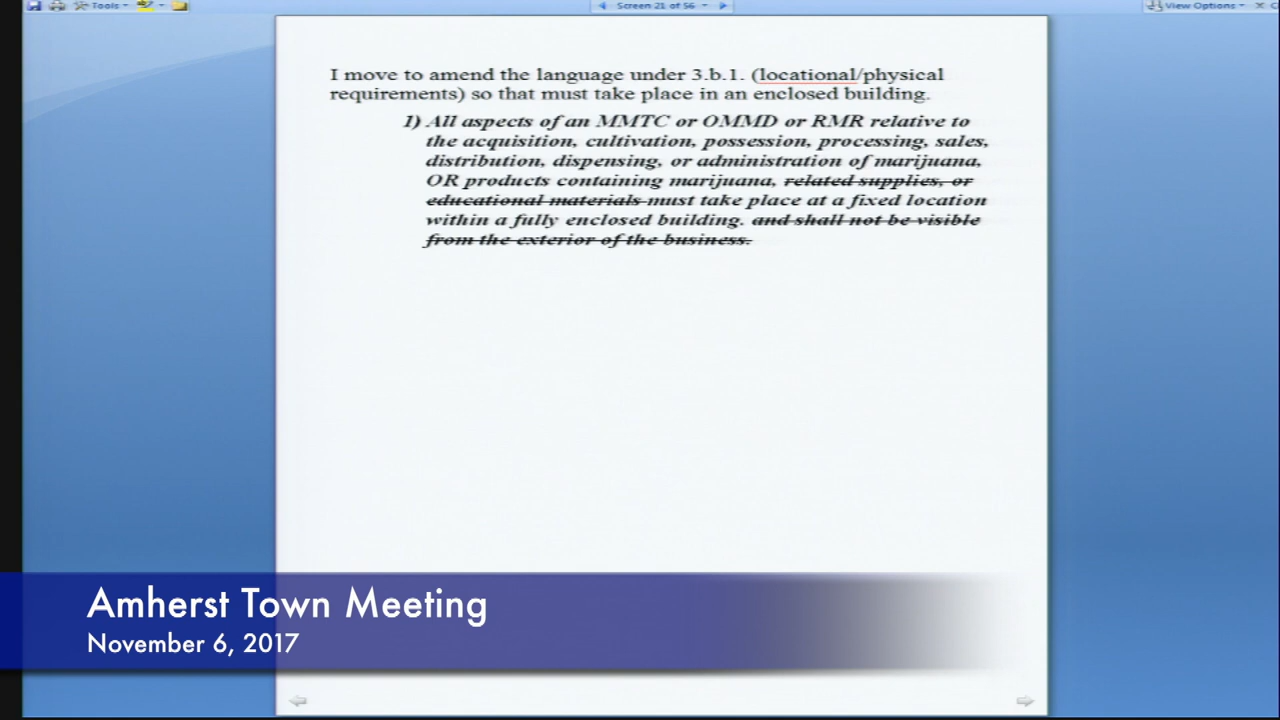 Tools
Screen 21 of 56
View Options
I move to amend the language under 3.b.1. (locational/physical
requirements) so that must take place in an enclosed building.
1) All aspects of an MMTC or OMMD or RMR relative to
the acquisition, cultivation, possession, processing, sales,
distribution, dispensing, or administration of marijuana,
OR products containing marijuana, related supplies, or
educational materials must take place at a fixed location
within a fully enclosed building. and shall not be visible
from the exterior of the business.
Amherst Town Meeting
November 6, 2017